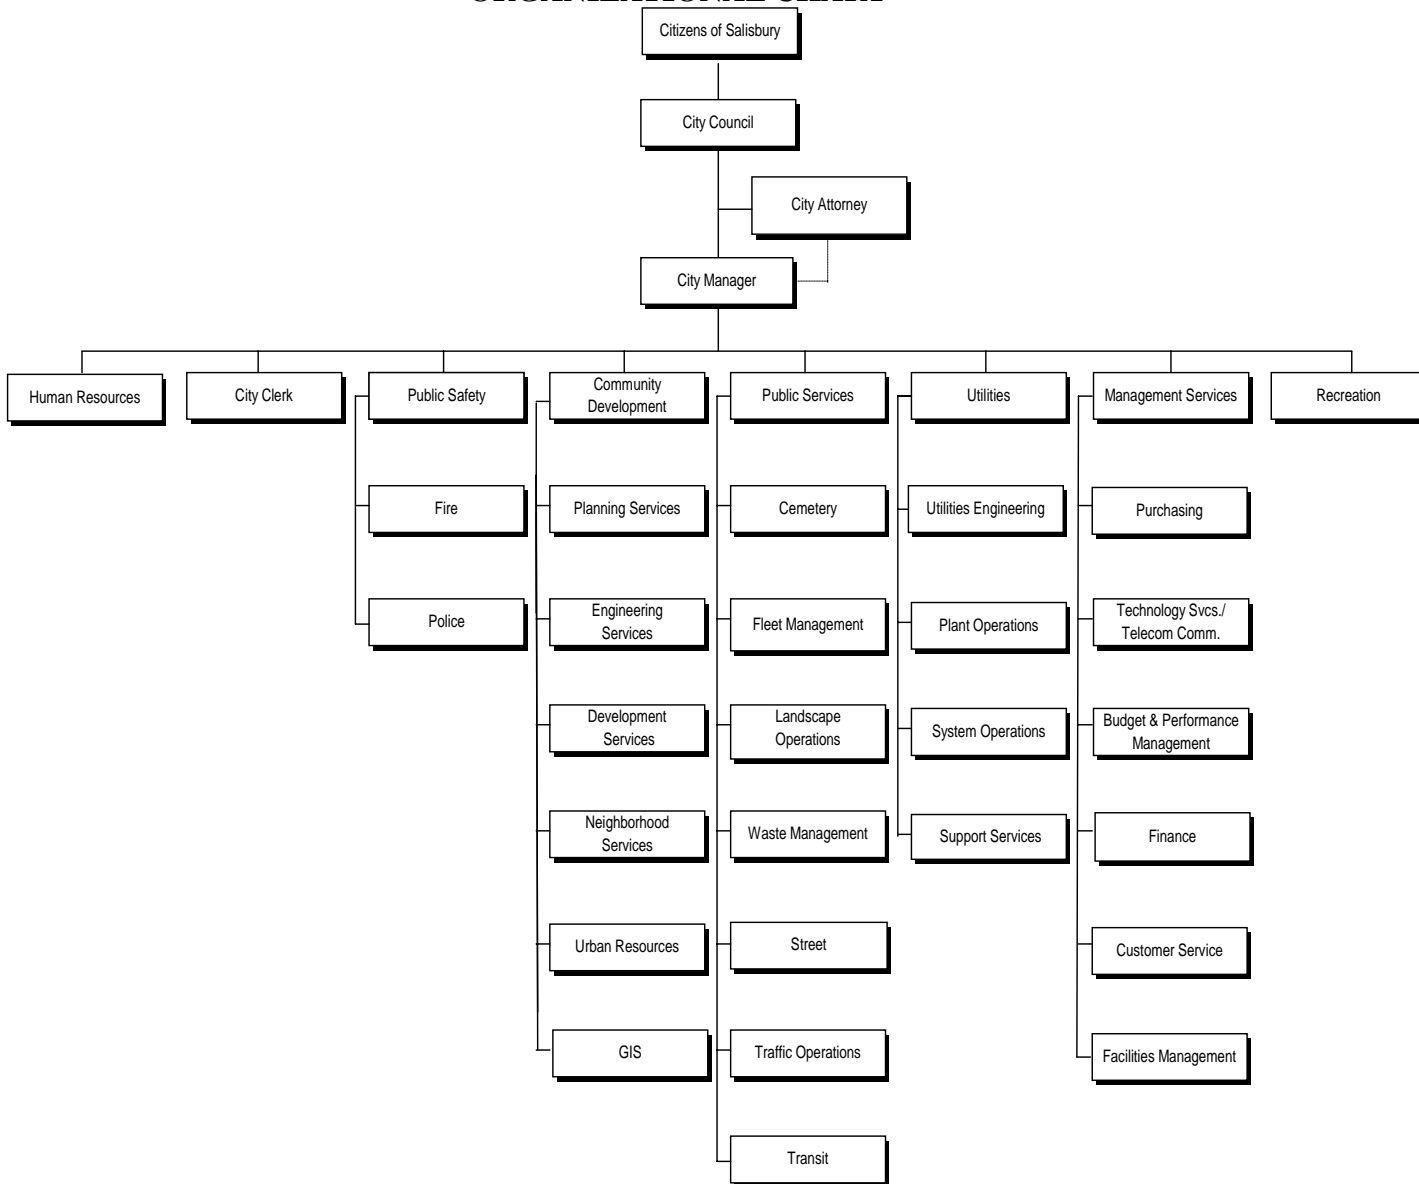 ORGANIZATIONAL CHART
Citizens of Salisbury
City Council
City Attorney
City Manager
Human Resources
City Clerk
Public Safety
Community
Development
Public Services
Utilities
Management Services
Recreation
Fire
Planning Services
Cemetery
Utilities Engineering
Purchasing
Police
Engineering
Services
Fleet Management
Plant Operations
Technology Svcs./
Telecom Comm.
Development
Services
Landscape
Operations
System Operations
Budget & Performance
Management
Neighborhood
Services
Waste Management
Support Services
Finance
Urban Resources
Street
Customer Service
GIS
Traffic Operations
Facilities Management
Transit